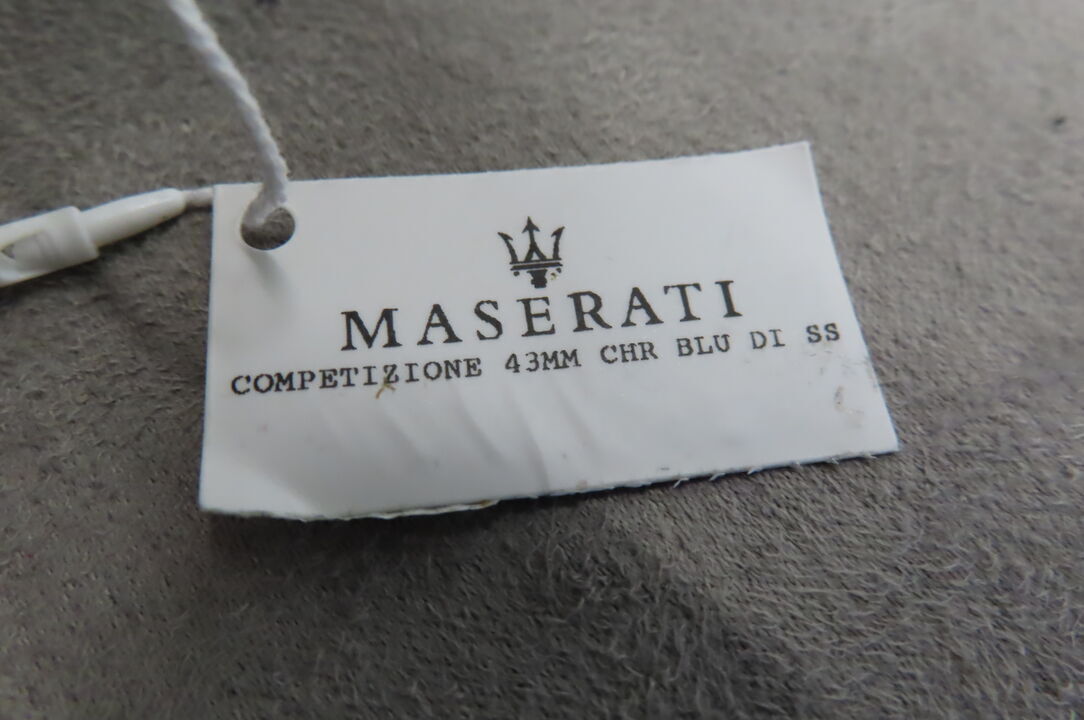 MASERATI
COMPETIZIONE 43MM CHR BLU DI SS